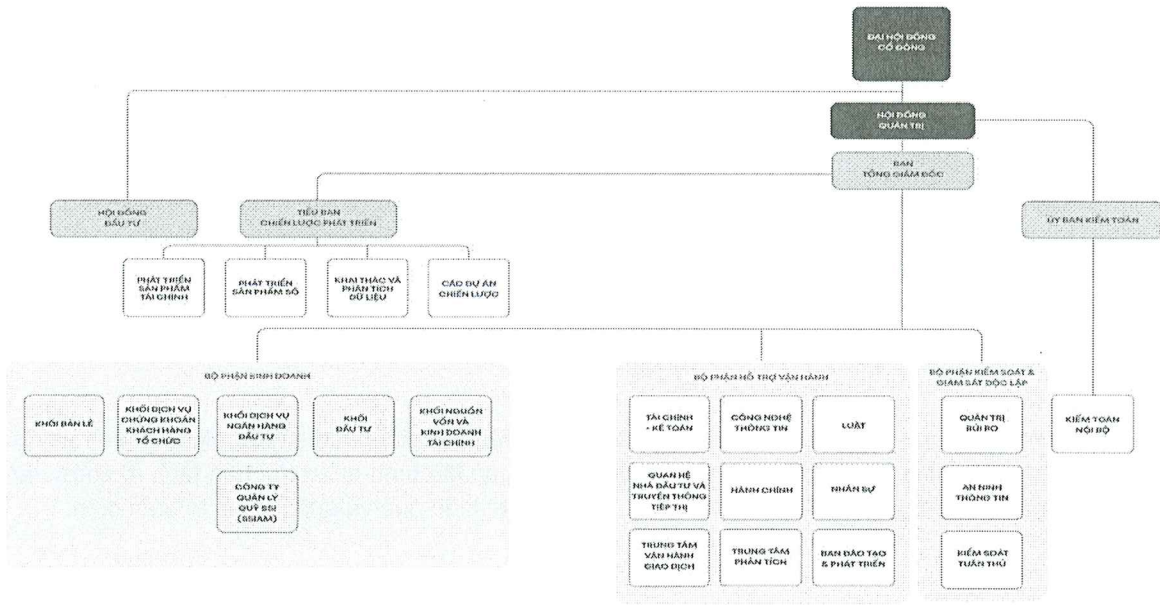 ĐẠI HỘI ĐỒNG
CỔ ĐÔNG
HỘI ĐỒNG
QUẢN TRỊ
BAN
TỔNG GIÁM ĐỐC
HỘI ĐỒNG
ĐẦU TƯ
TIỂU BAN
CHIẾN LƯỢC PHÁT TRIỂN
ỦY BAN KIỂM TOÁN
PHÁT TRIỂN
SẢN PHẨM
TÀI CHÍNH
PHÁT TRIỂN
SẢN PHẨM SỐ
KHAI THÁC VÀ
PHÂN TÍCH
DỮ LIỆU
CÁC DỰ ÁN
CHIẾN LƯỢC
BỘ PHẬN KINH DOANH
KHỐI BÁN LẺ
KHỐI DỊCH VỤ
CHỨNG KHOÁN
KHÁCH HÀNG
TỔ CHỨC
KHỐI DỊCH VỤ
NGÂN HÀNG
ĐẦU TƯ
KHỐI
ĐẦU TƯ
KHỐI NGUỒN
VỐN VÀ
KINH DOANH
TÀI CHÍNH
CÔNG TY
QUẢN LÝ
QUỸ SSI
(SSIAM)
BỘ PHẬN HỖ TRỢ VẬN HÀNH
TÀI CHÍNH
- KẾ TOÁN
CÔNG NGHỆ
THÔNG TIN
LUẬT
QUAN HỆ
NHÀ ĐẦU TƯ VÀ
TRUYỀN THÔNG
TIẾP THỊ
HÀNH CHÍNH
NHÂN SỰ
TRUNG TÂM
VẬN HÀNH
GIAO DỊCH
TRUNG TÂM
PHÂN TÍCH
BAN ĐÀO TẠO
& PHÁT TRIỂN
BỘ PHẬN KIỂM SOÁT &
GIÁM SÁT ĐỘC LẬP
QUẢN TRỊ
RỦI RO
AN NINH
THÔNG TIN
KIỂM SOÁT
TUÂN THỦ
KIỂM TOÁN
NỘI BỘ